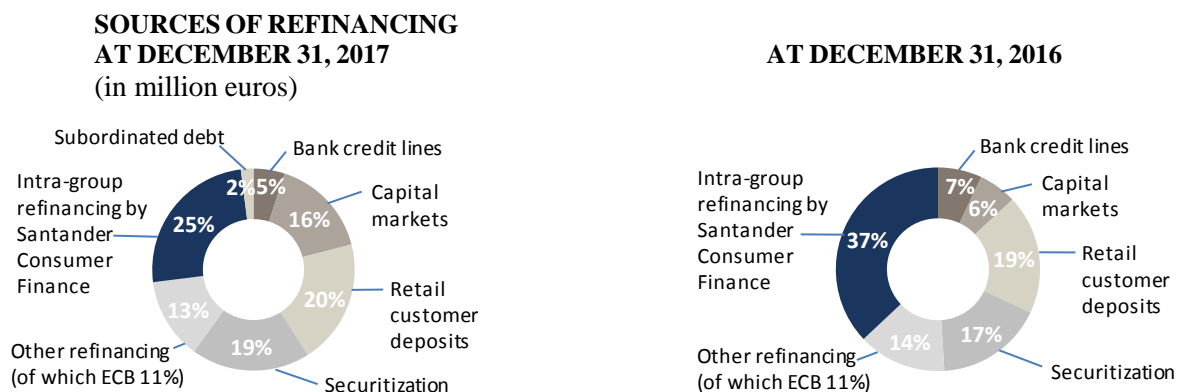 SOURCES OF REFINANCING
AT DECEMBER 31, 2017
(in million euros)
Subordinated debt
Bank credit lines
Intra-group
refinancing by
Santander
Consumer
Finance
Capital
markets
2%
5%
16%
25%
20%
13%
19%
Retail
customer
deposits
Other refinancing
(of which ECB 11%)
Securitization
AT DECEMBER 31, 2016
Bank credit lines
Intra-group
refinancing by
Santander
Consumer
Finance
Capital
markets
7%
6%
37%
19%
14%
17%
Retail
customer
deposits
Other refinancing
(of which ECB 11%)
Securitization